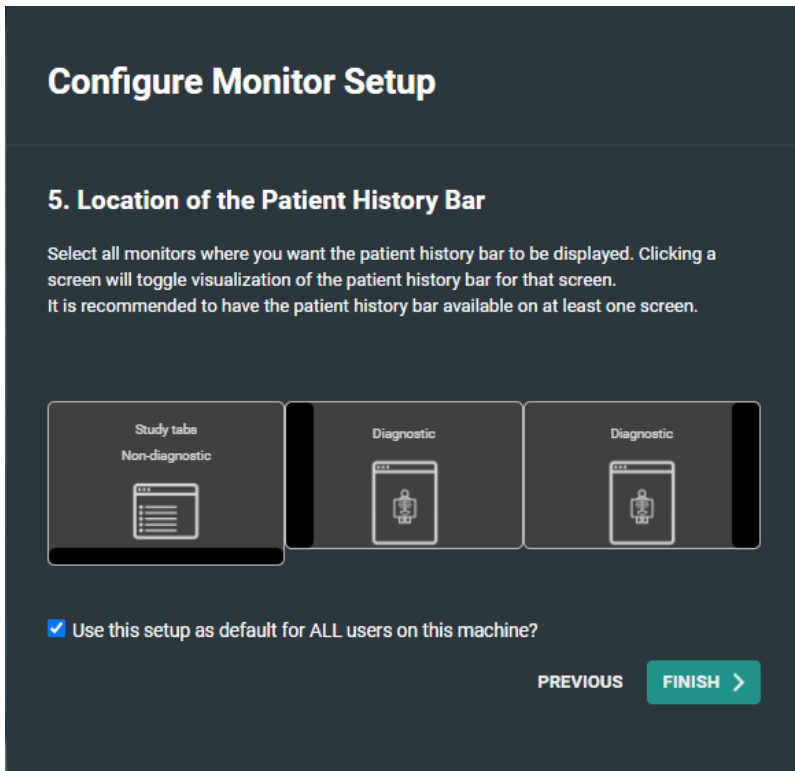 Configure Monitor Setup
5. Location of the Patient History Bar
Select all monitors where you want the patient history bar to be displayed. Clicking a
screen will toggle visualization of the patient history bar for that screen.
It is recommended to have the patient history bar available on at least one screen.
Study tabs
Non-diagnostic
Diagnostic
Diagnostic
Use this setup as default for ALL users on this machine?
PREVIOUS
FINISH